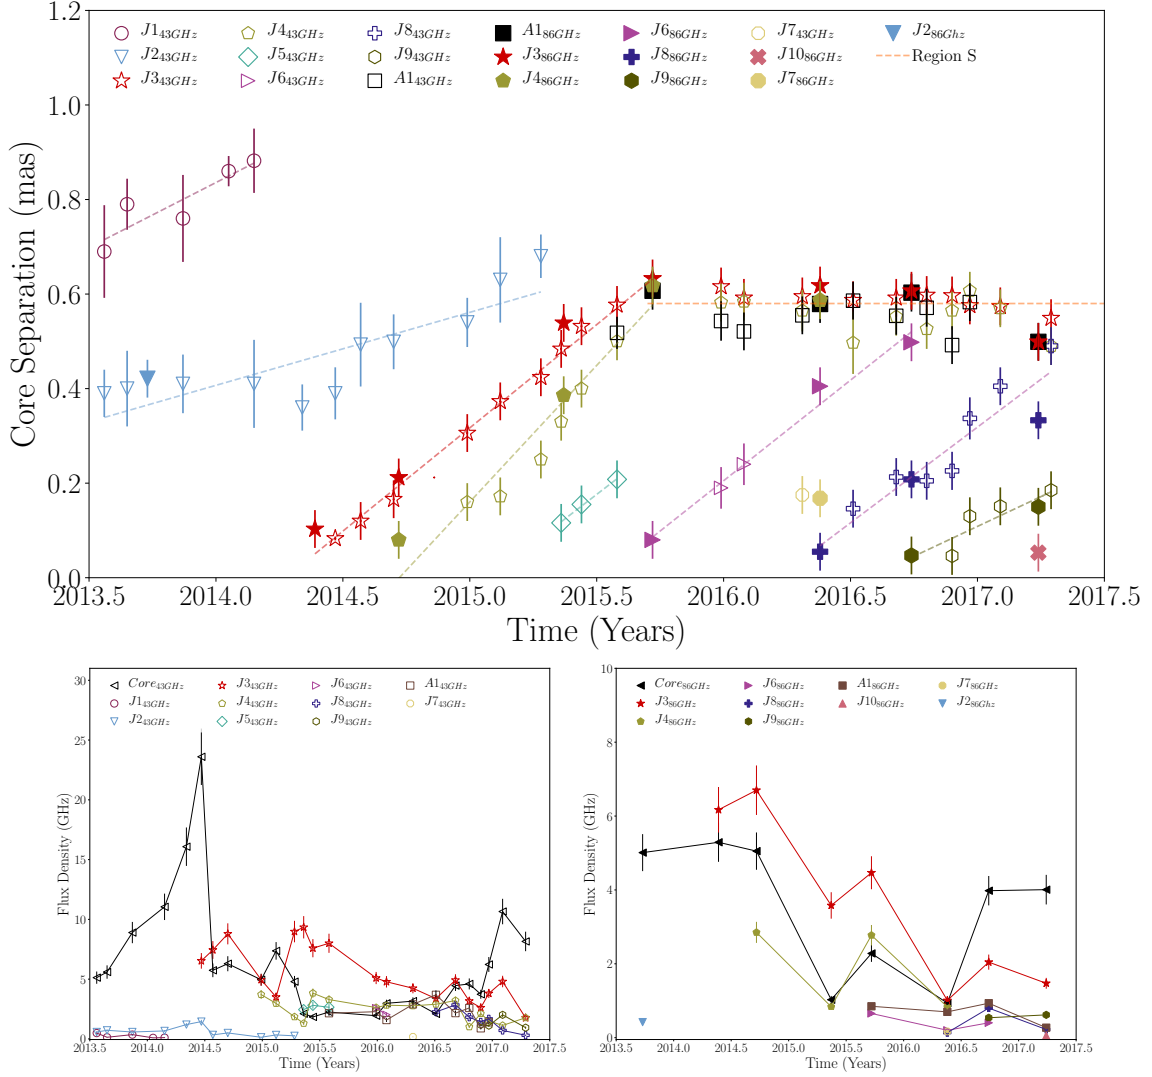 1.2
1.0
0.8
0.6
0.4
0.2
0.0
Core Separation (mas)
J1_{43GHz} J4_{43GHz} J8_{43GHz} A1_{86GHz} J6_{86GHz} J7_{43GHz} J2_{86Ghz}
J2_{43GHz} J5_{43GHz} J9_{43GHz} J3_{86GHz} J8_{86GHz} J10_{86GHz} Region S
J3_{43GHz} J6_{43GHz} A1_{43GHz} J4_{86GHz} J9_{86GHz} J7_{86GHz}
2013.5 2014.0 2014.5 2015.0 2015.5 2016.0 2016.5 2017.0 2017.5
Time (Years)
30
25
20
15
10
5
0
Flux Density (GHz)
Core_{43GHz} J3_{43GHz} J6_{43GHz} A1_{43GHz}
J1_{43GHz} J4_{43GHz} J8_{43GHz} J7_{43GHz}
J2_{43GHz} J5_{43GHz} J9_{43GHz}
2013.5 2014.0 2014.5 2015.0 2015.5 2016.0 2016.5 2017.0 2017.5
Time (Years)
10
8
6
4
2
0
Flux Density (GHz)
Core_{86GHz} J6_{86GHz} A1_{86GHz} J7_{86GHz}
J3_{86GHz} J8_{86GHz} J10_{86GHz} J2_{86Ghz}
J4_{86GHz} J9_{86GHz}
2013.5 2014.0 2014.5 2015.0 2015.5 2016.0 2016.5 2017.0 2017.5
Time (Years)